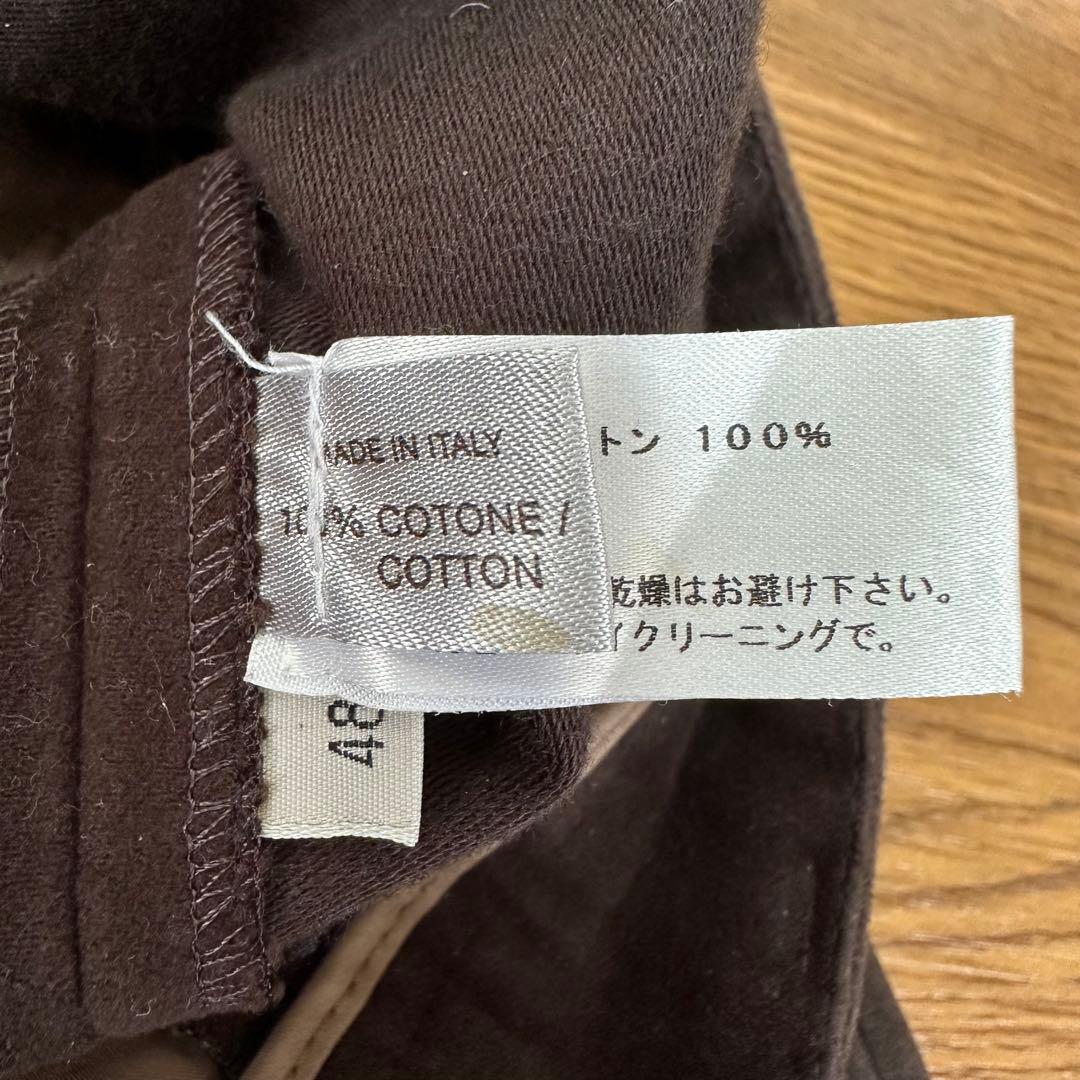 MADE IN ITALY
100% COTONE /
COTTON
トン 100%
乾燥はお避け下さい。
イクリーニングで。
48